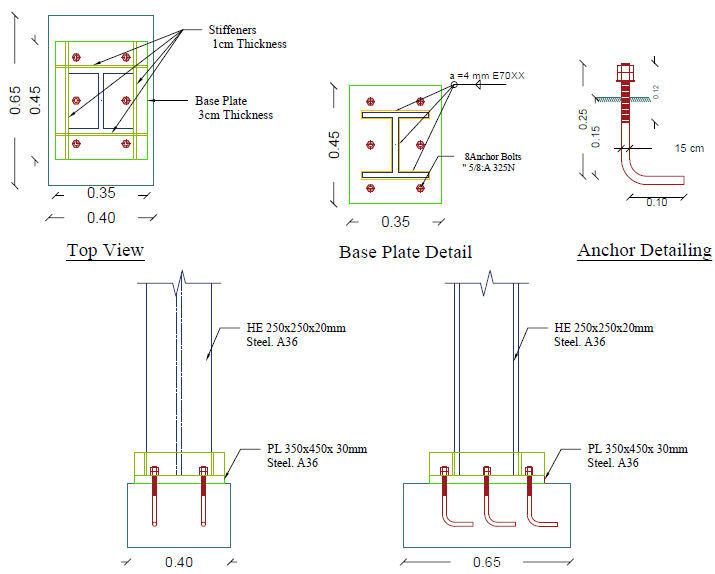 0.65
0.45
Stiffeners
1cm Thickness
Base Plate
3cm Thickness
0.35
0.40
Top View
a =4 mm E70XX
0.45
8Anchor Bolts
" 5/8:A 325N
0.35
Base Plate Detail
0.25
0.15
0.12
15 cm
0.10
Anchor Detailing
HE 250x250x20mm
Steel. A36
PL 350x450x 30mm
Steel. A36
0.40
HE 250x250x20mm
Steel. A36
PL 350x450x 30mm
Steel. A36
0.65